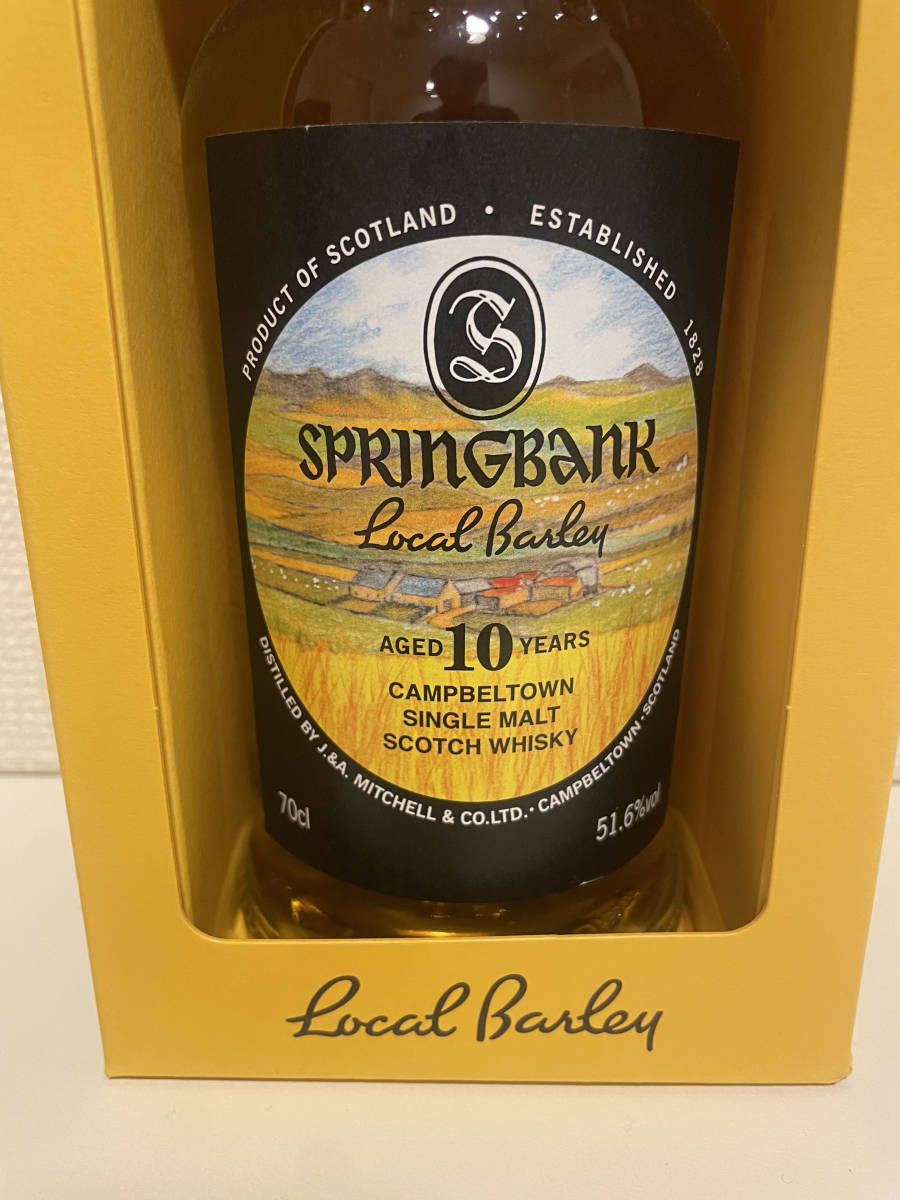 PRODUCT OF SCOTLAND • ESTABLISHED 1828
S
SPRINGBANK
Local Barley
AGED 10 YEARS
CAMPBELTOWN
SINGLE MALT
SCOTCH WHISKY
DISTILLED BY J.&A. MITCHELL & CO.LTD. • CAMPBELTOWN • SCOTLAND
70cl
51.6%vol
Local Barley